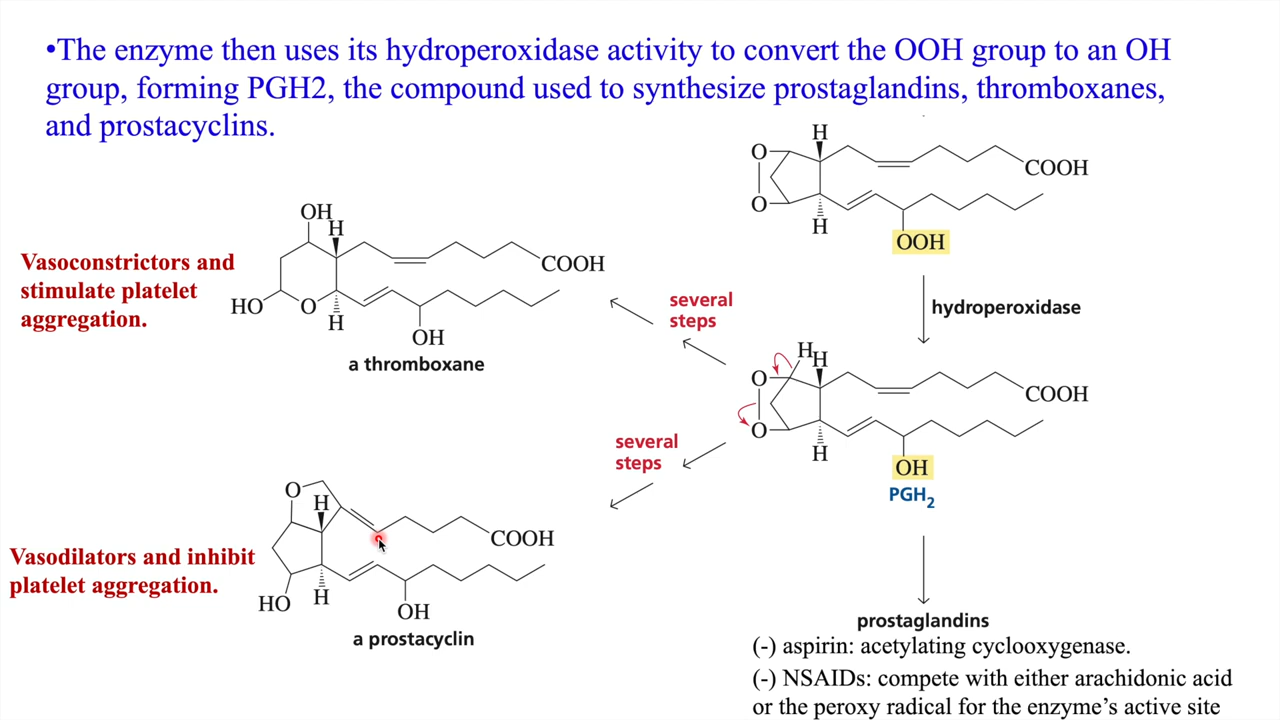 •The enzyme then uses its hydroperoxidase activity to convert the OOH group to an OH
group, forming PGH2, the compound used to synthesize prostaglandins, thromboxanes,
and prostacyclins.
H
O
O
COOH
H
OOH
hydroperoxidase
Vasoconstrictors and
stimulate platelet
aggregation.
OH
H
COOH
HO
O
H
OH
a thromboxane
several
steps
H
H
O
O
COOH
H
OH
PGH2
several
steps
Vasodilators and inhibit
platelet aggregation.
O
H
COOH
HO
H
OH
a prostacyclin
prostaglandins
(-) aspirin: acetylating cyclooxygenase.
(-) NSAIDs: compete with either arachidonic acid
or the peroxy radical for the enzyme’s active site